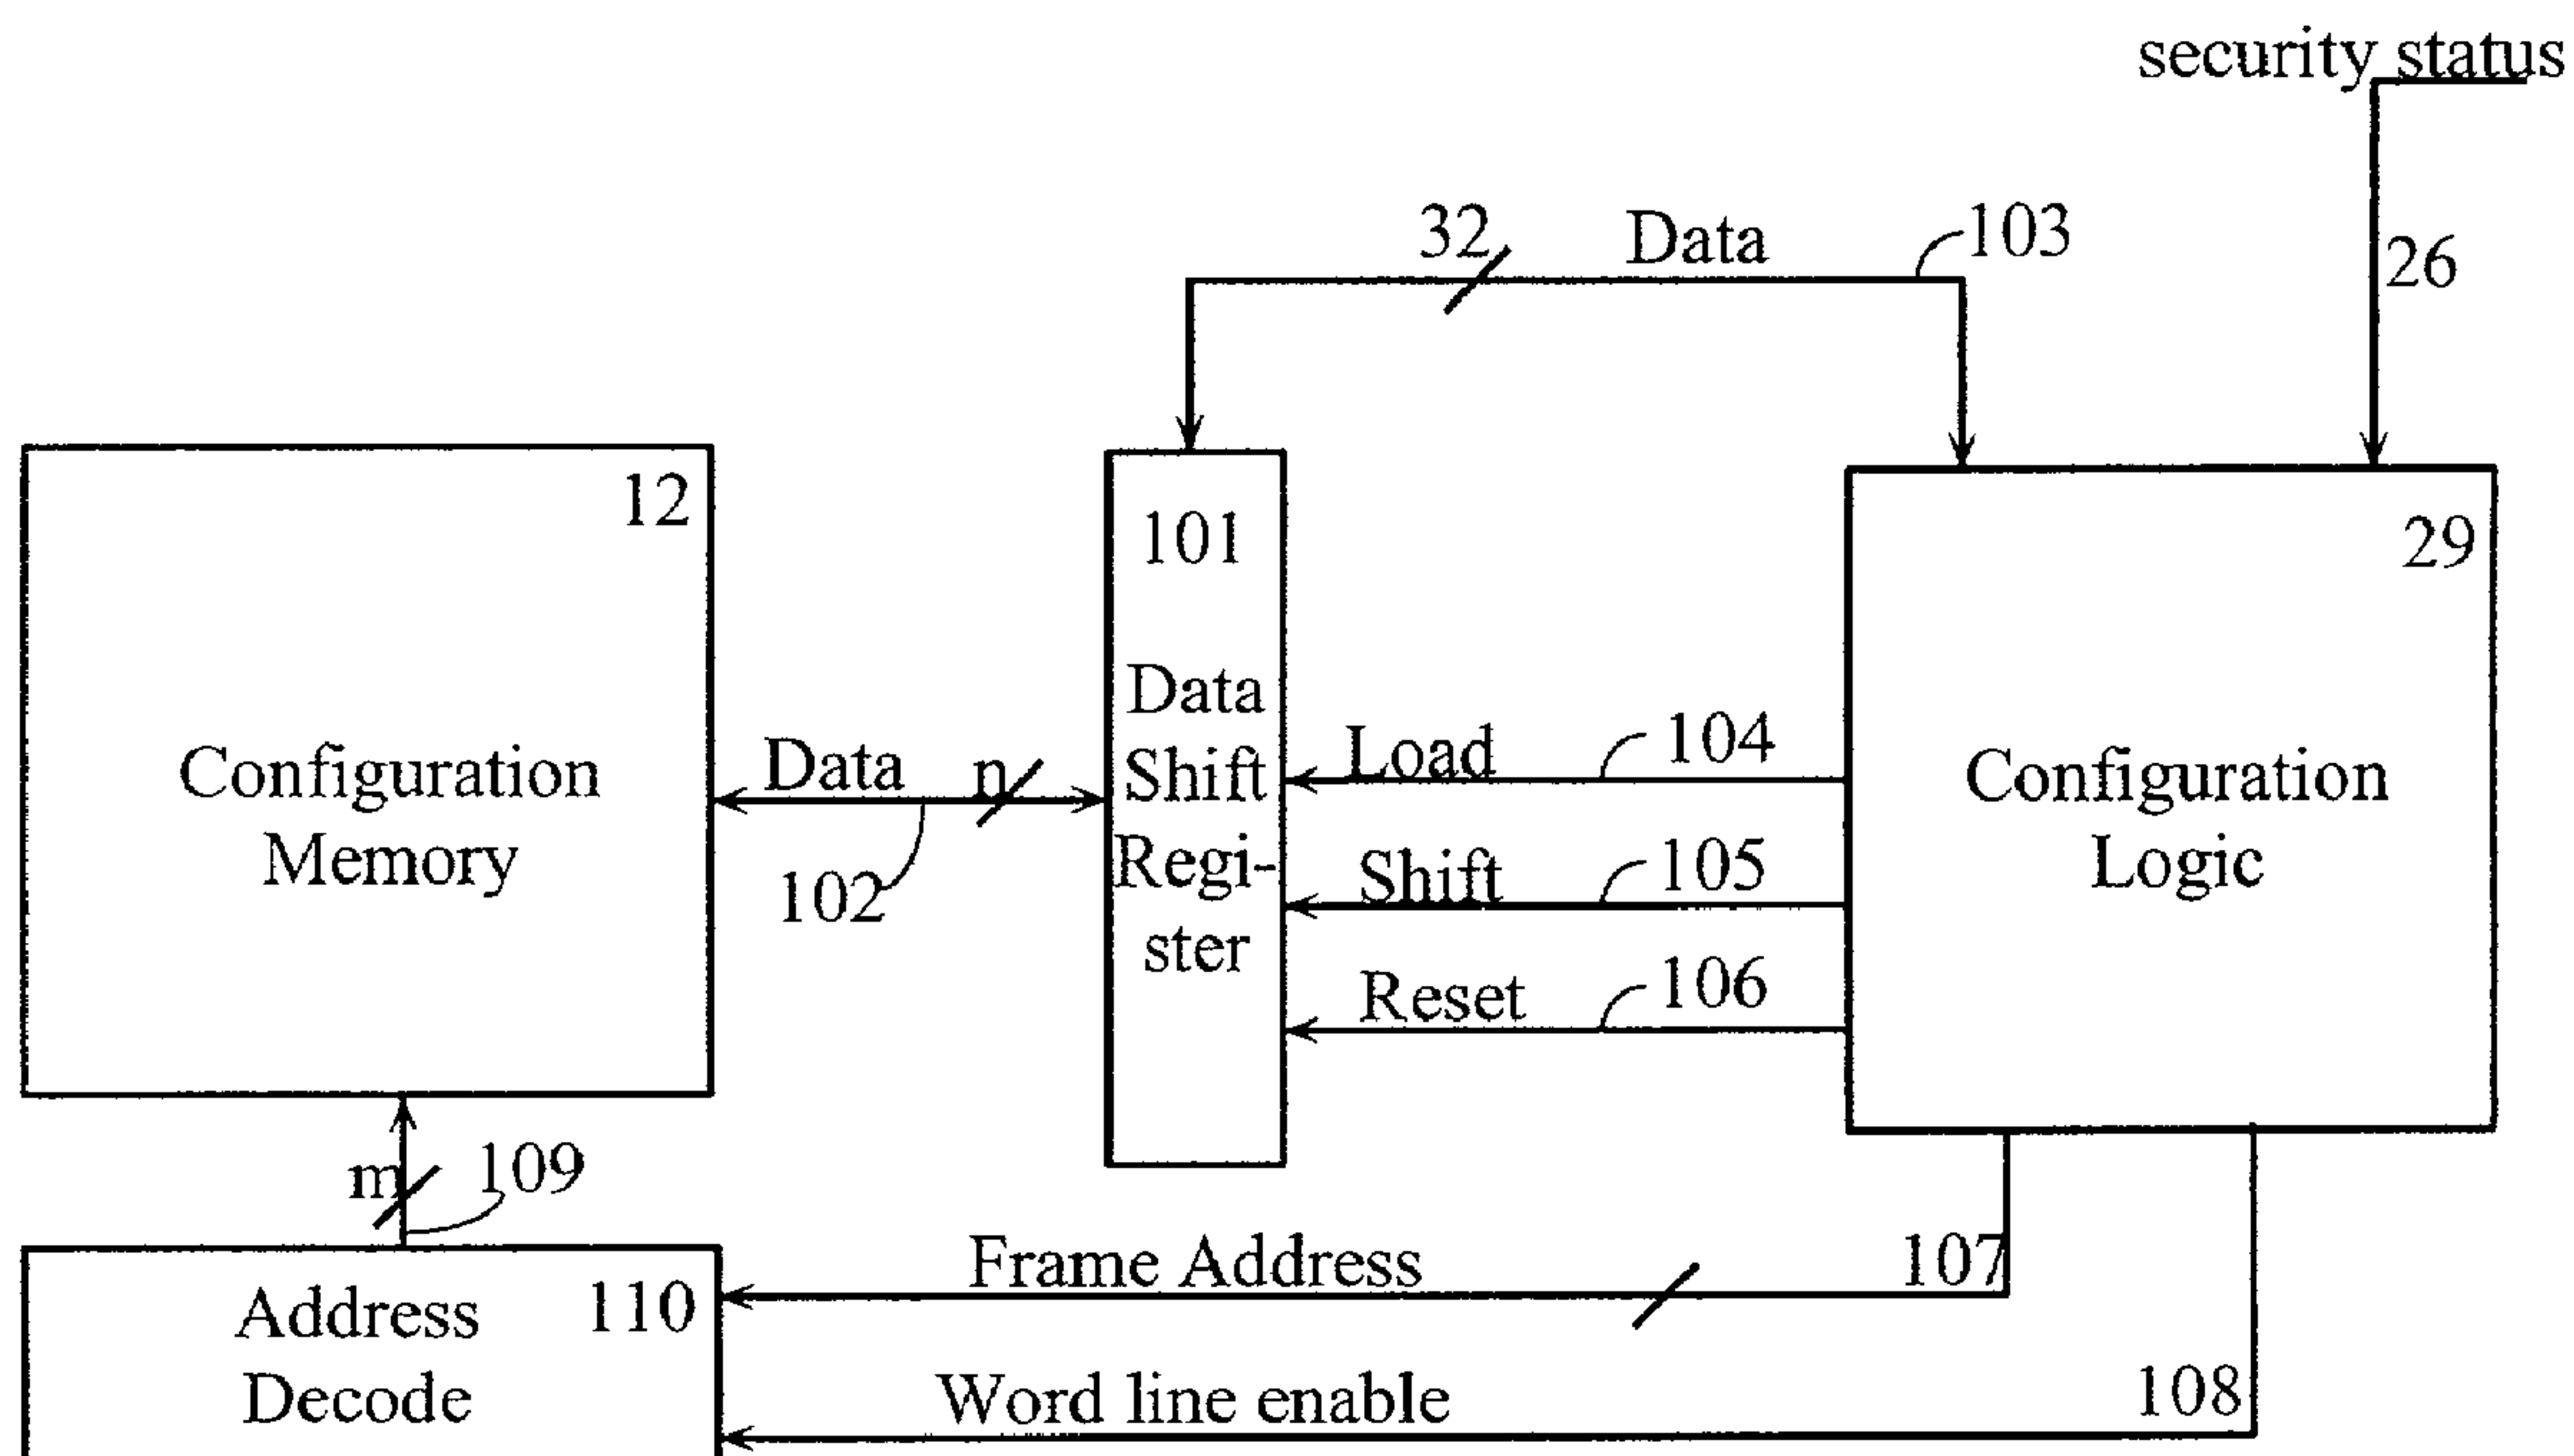 security status
26
32
Data
103
12
Configuration
Memory
Data
n
102
101
Data
Shift
Regi-
ster
Load
104
Shift
105
Reset
106
29
Configuration
Logic
m
109
Address
Decode
110
Frame Address
107
Word line enable
108